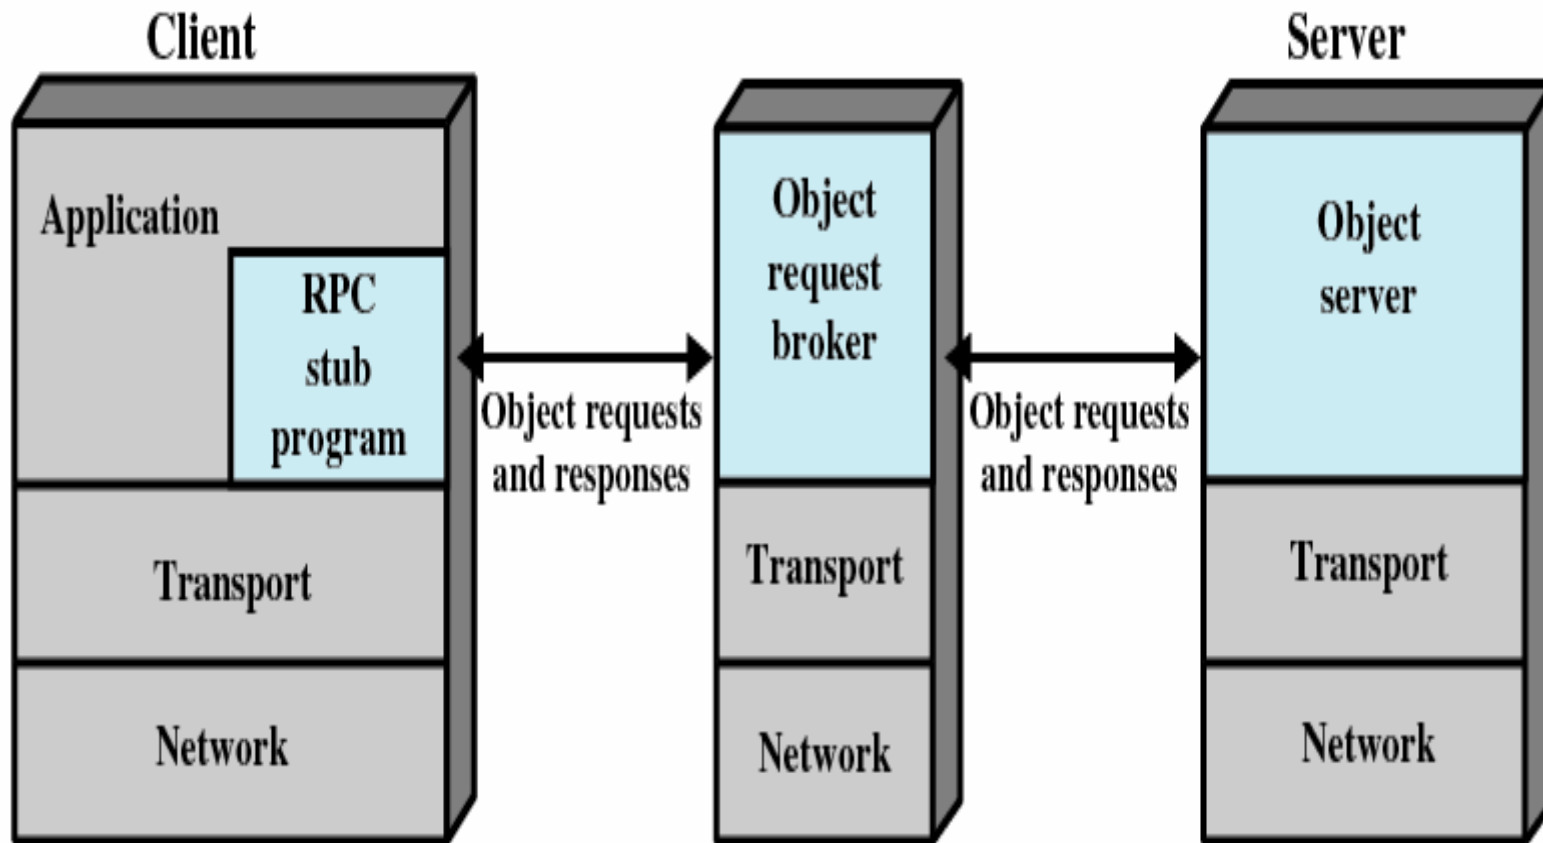 Client
Server
Application
RPC
stub
program
Transport
Network
Object requests
and responses
Object
request
broker
Transport
Network
Object requests
and responses
Object
server
Transport
Network